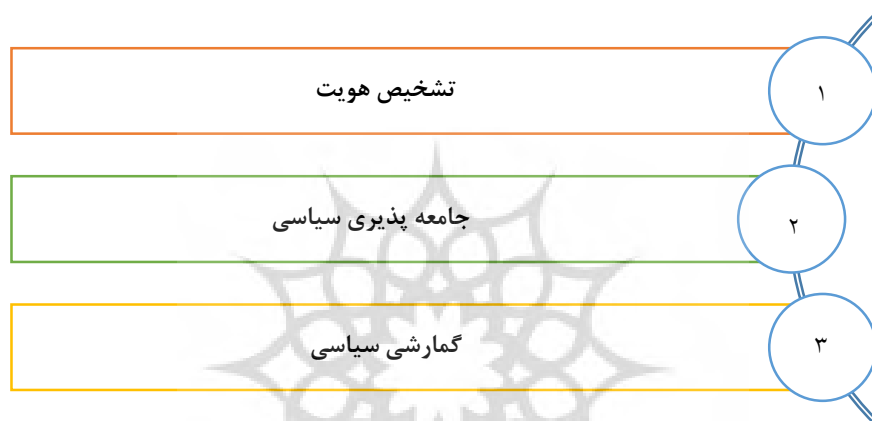 ۱
تشخیص هویت
۲
جامعه پذیری سیاسی
۳
گمارشی سیاسی